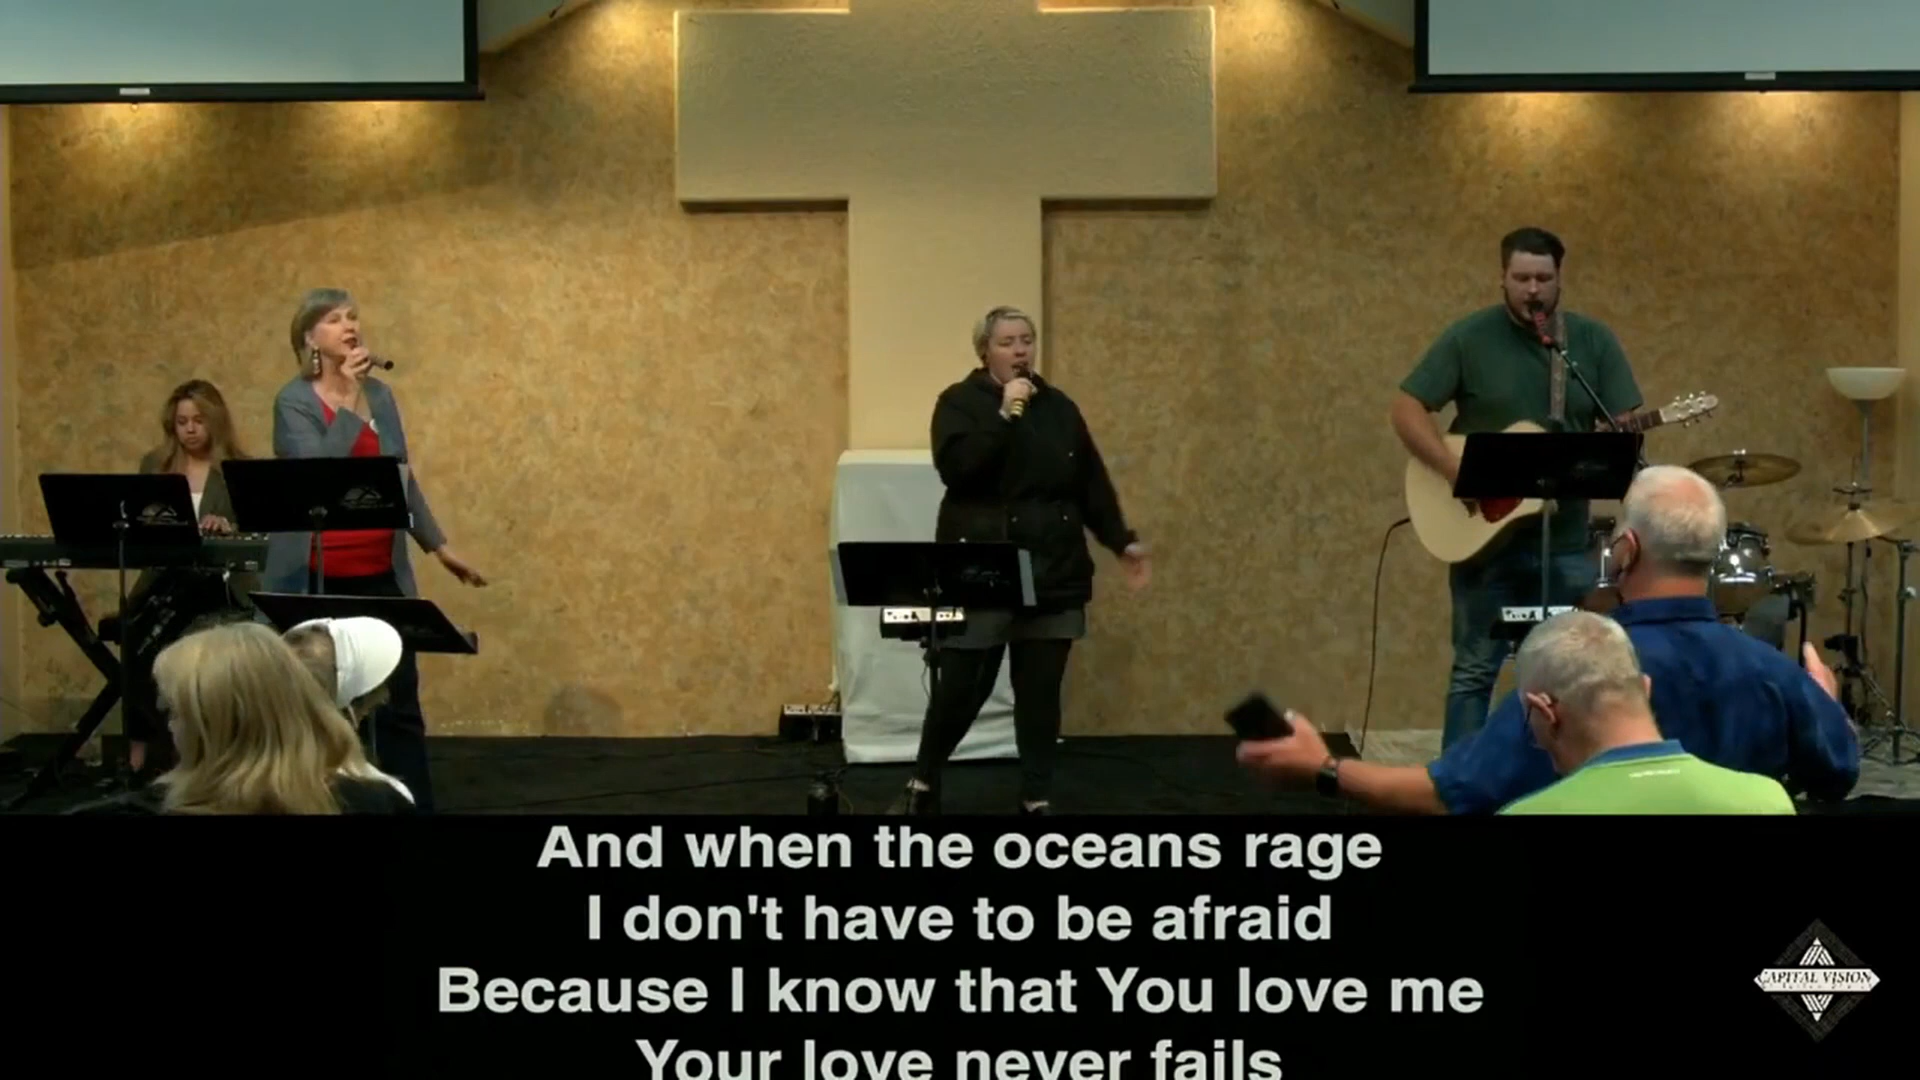 And when the oceans rage
I don't have to be afraid
Because I know that You love me
Your love never fails
CAPITAL VISION